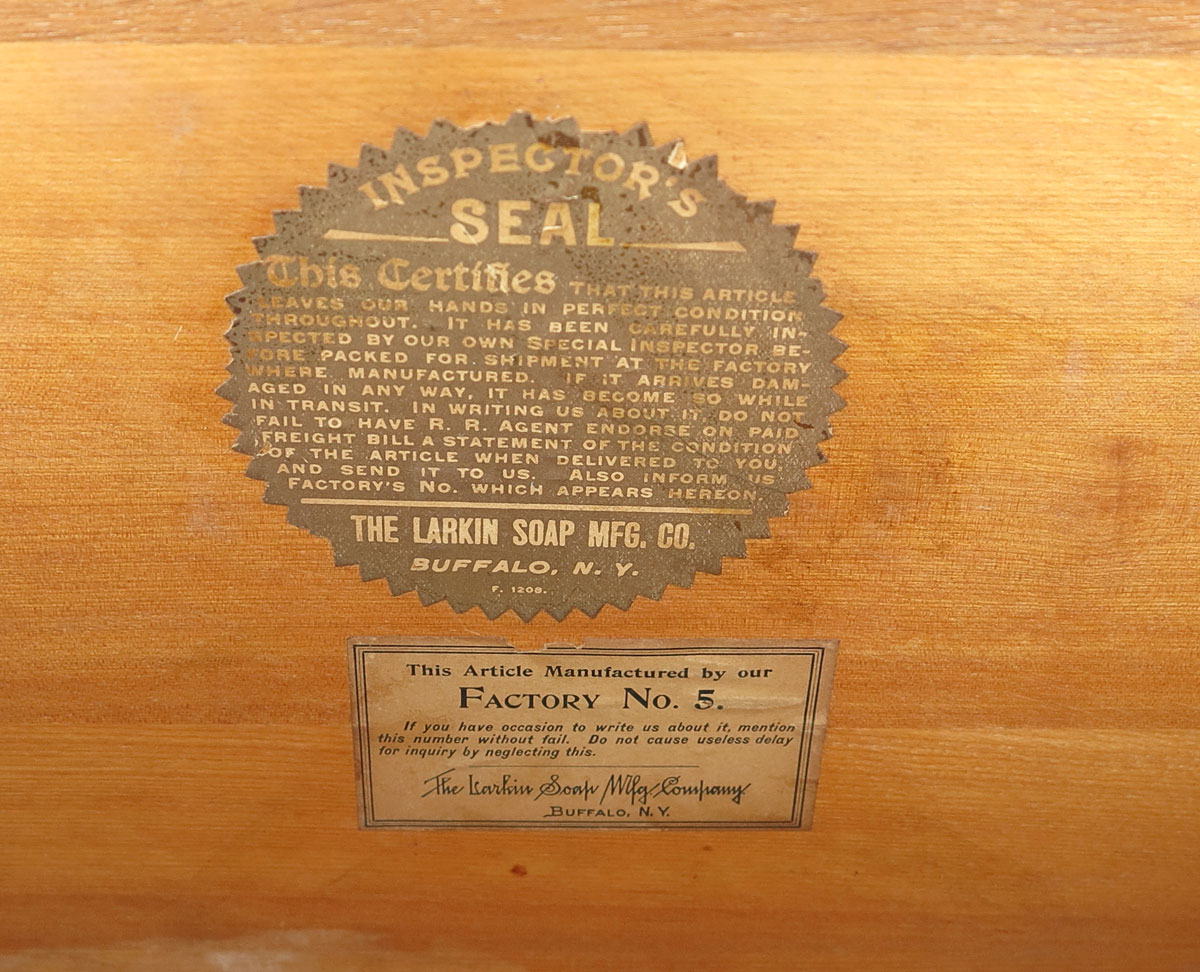 INSPECTOR'S
SEAL
This Certifies THAT THIS ARTICLE
LEAVES OUR HANDS IN PERFECT CONDITION
THROUGHOUT. IT HAS BEEN CAREFULLY IN-
SPECTED BY OUR OWN SPECIAL INSPECTOR BE-
FORE PACKED FOR SHIPMENT AT THE FACTORY
WHERE MANUFACTURED. IF IT ARRIVES DAM-
AGED IN ANY WAY, IT HAS BECOME SO WHILE
IN TRANSIT. IN WRITING US ABOUT IT, DO NOT
FAIL TO HAVE R. R. AGENT ENDORSE ON PAID
FREIGHT BILL A STATEMENT OF THE CONDITION
OF THE ARTICLE WHEN DELIVERED TO YOU
AND SEND IT TO US. ALSO INFORM US
FACTORY'S NO. WHICH APPEARS HEREON.
THE LARKIN SOAP MFG. CO.
BUFFALO, N. Y.
F. 1208.
This Article Manufactured by our
FACTORY NO. 5.
If you have occasion to write us about it, mention
this number without fail. Do not cause useless delay
for inquiry by neglecting this.
The Larkin Soap Mfg. Company
BUFFALO, N. Y.